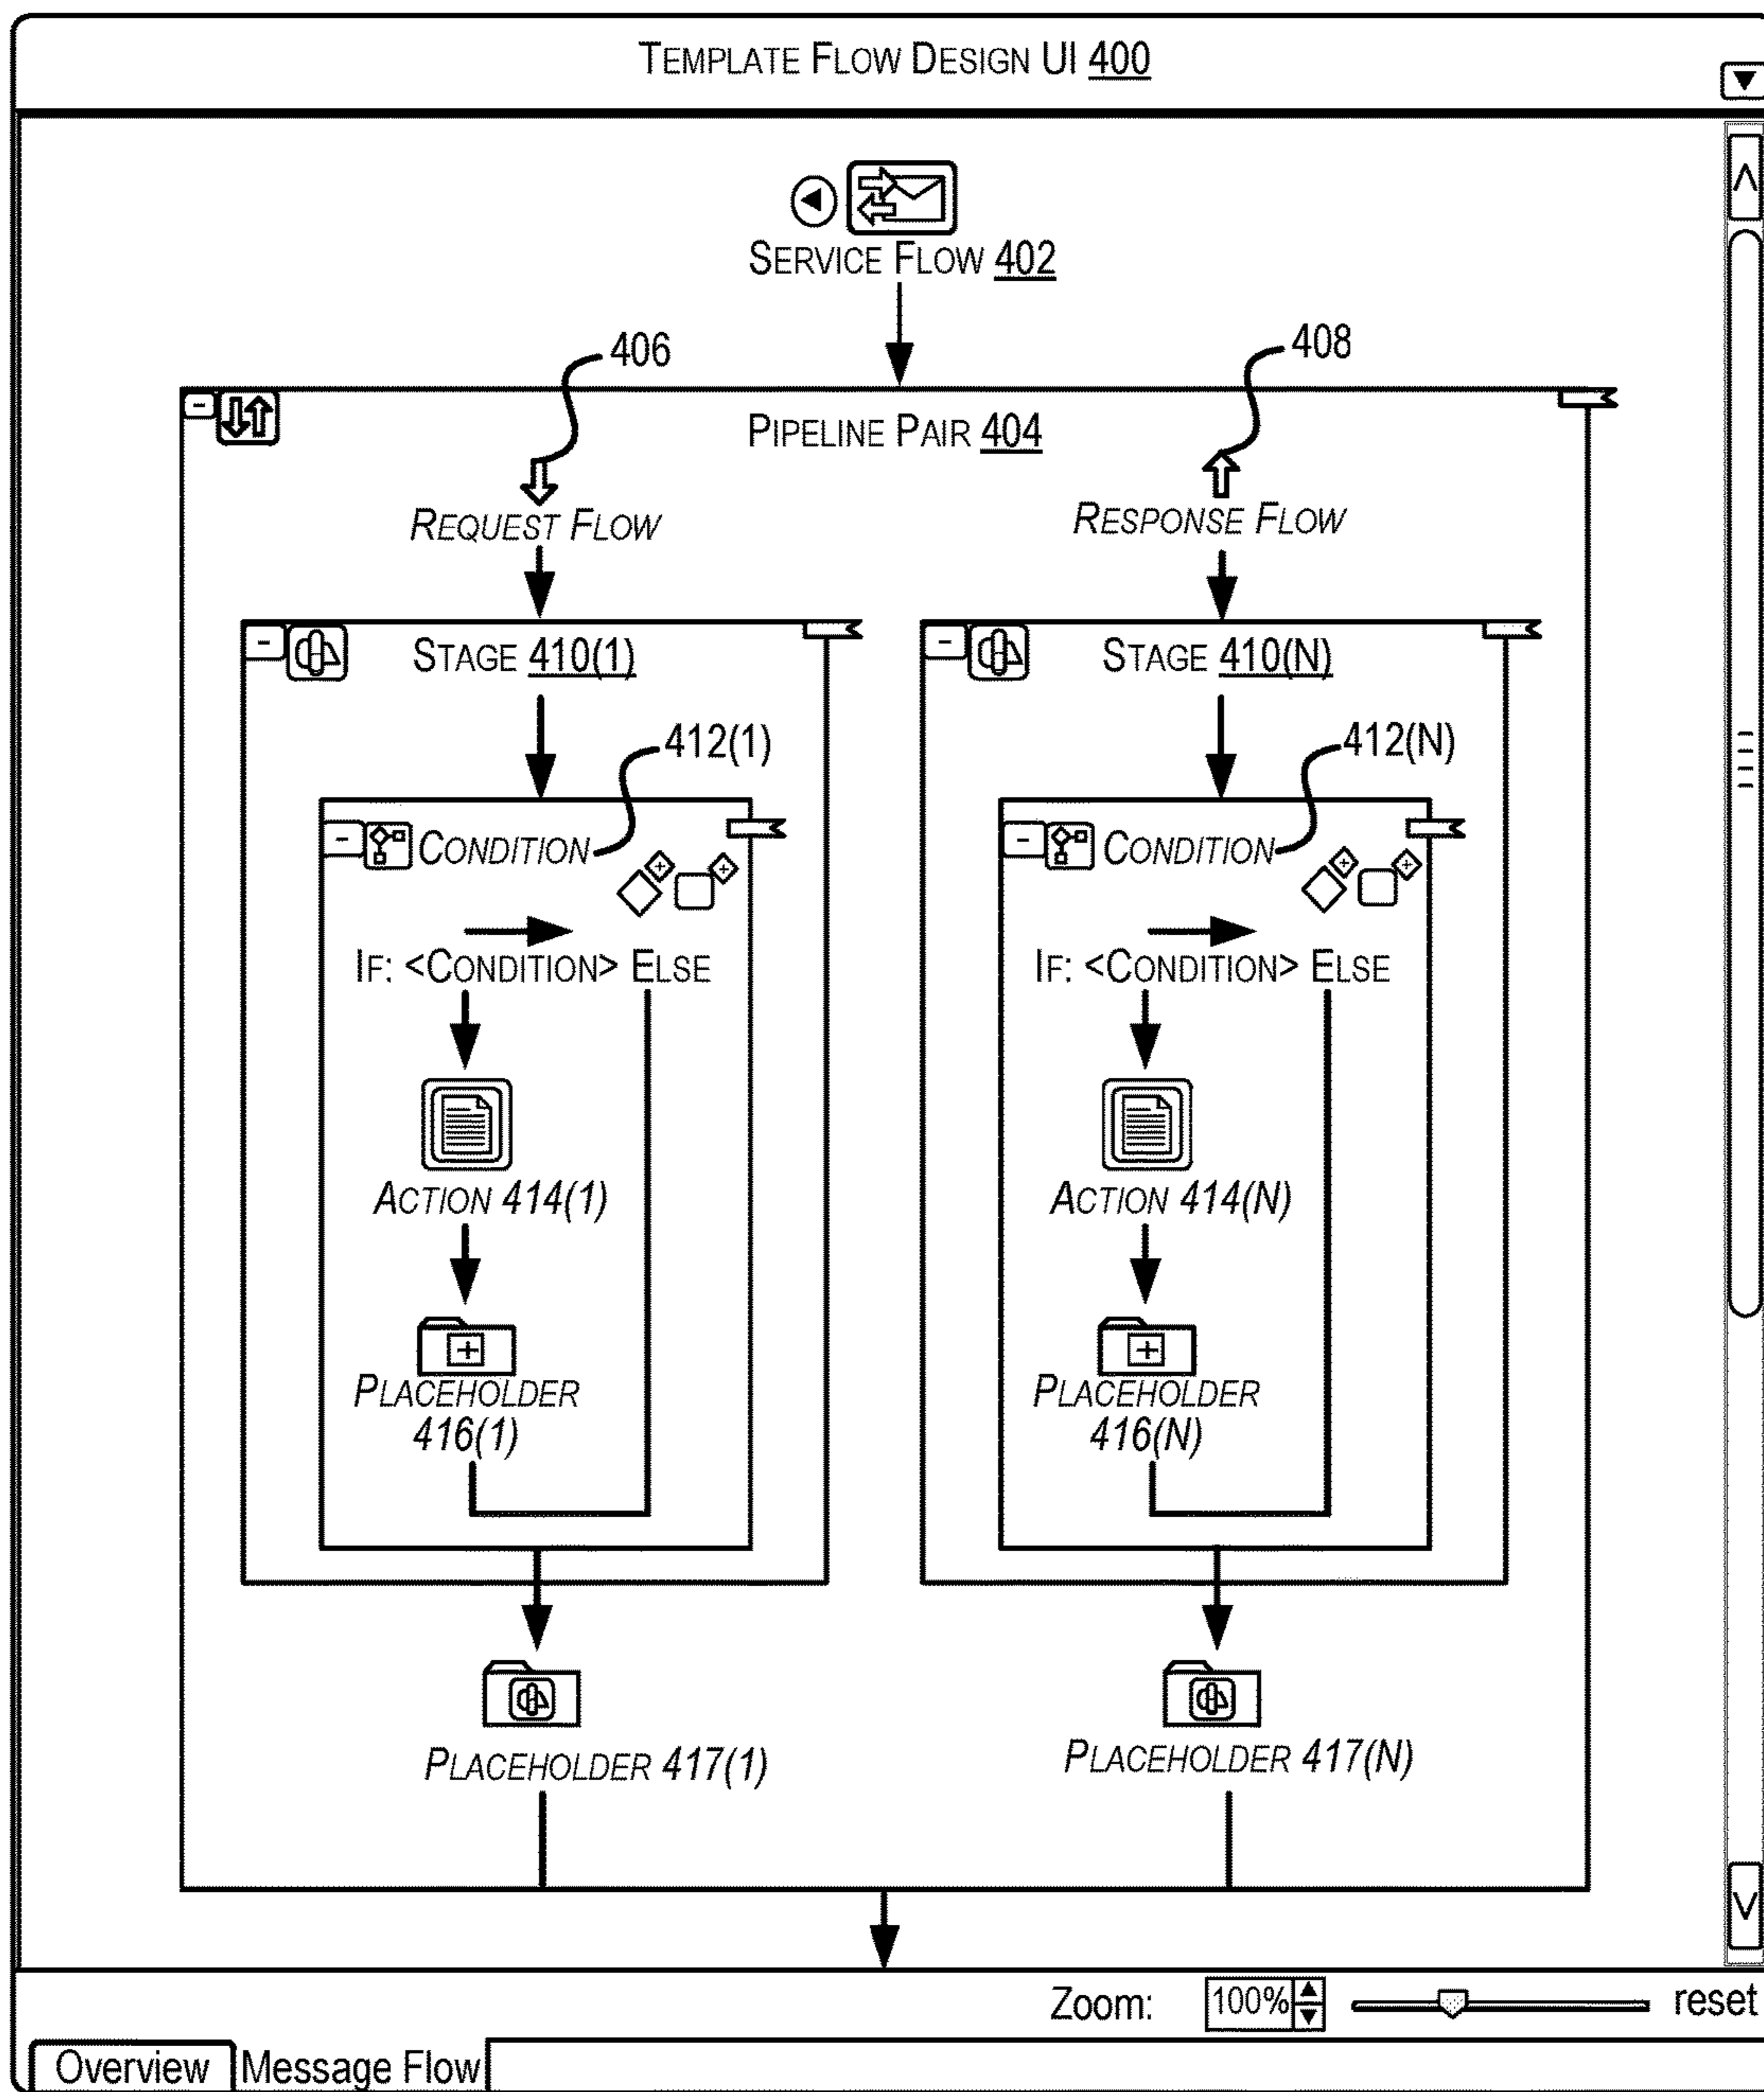 TEMPLATE FLOW DESIGN UI 400
SERVICE FLOW 402
406
408
PIPELINE PAIR 404
REQUEST FLOW
RESPONSE FLOW
STAGE 410(1)
STAGE 410(N)
412(1)
412(N)
CONDITION
CONDITION
IF: <CONDITION> ELSE
IF: <CONDITION> ELSE
ACTION 414(1)
ACTION 414(N)
PLACEHOLDER
416(1)
PLACEHOLDER
416(N)
PLACEHOLDER 417(1)
PLACEHOLDER 417(N)
Zoom: 100% reset
Overview Message Flow